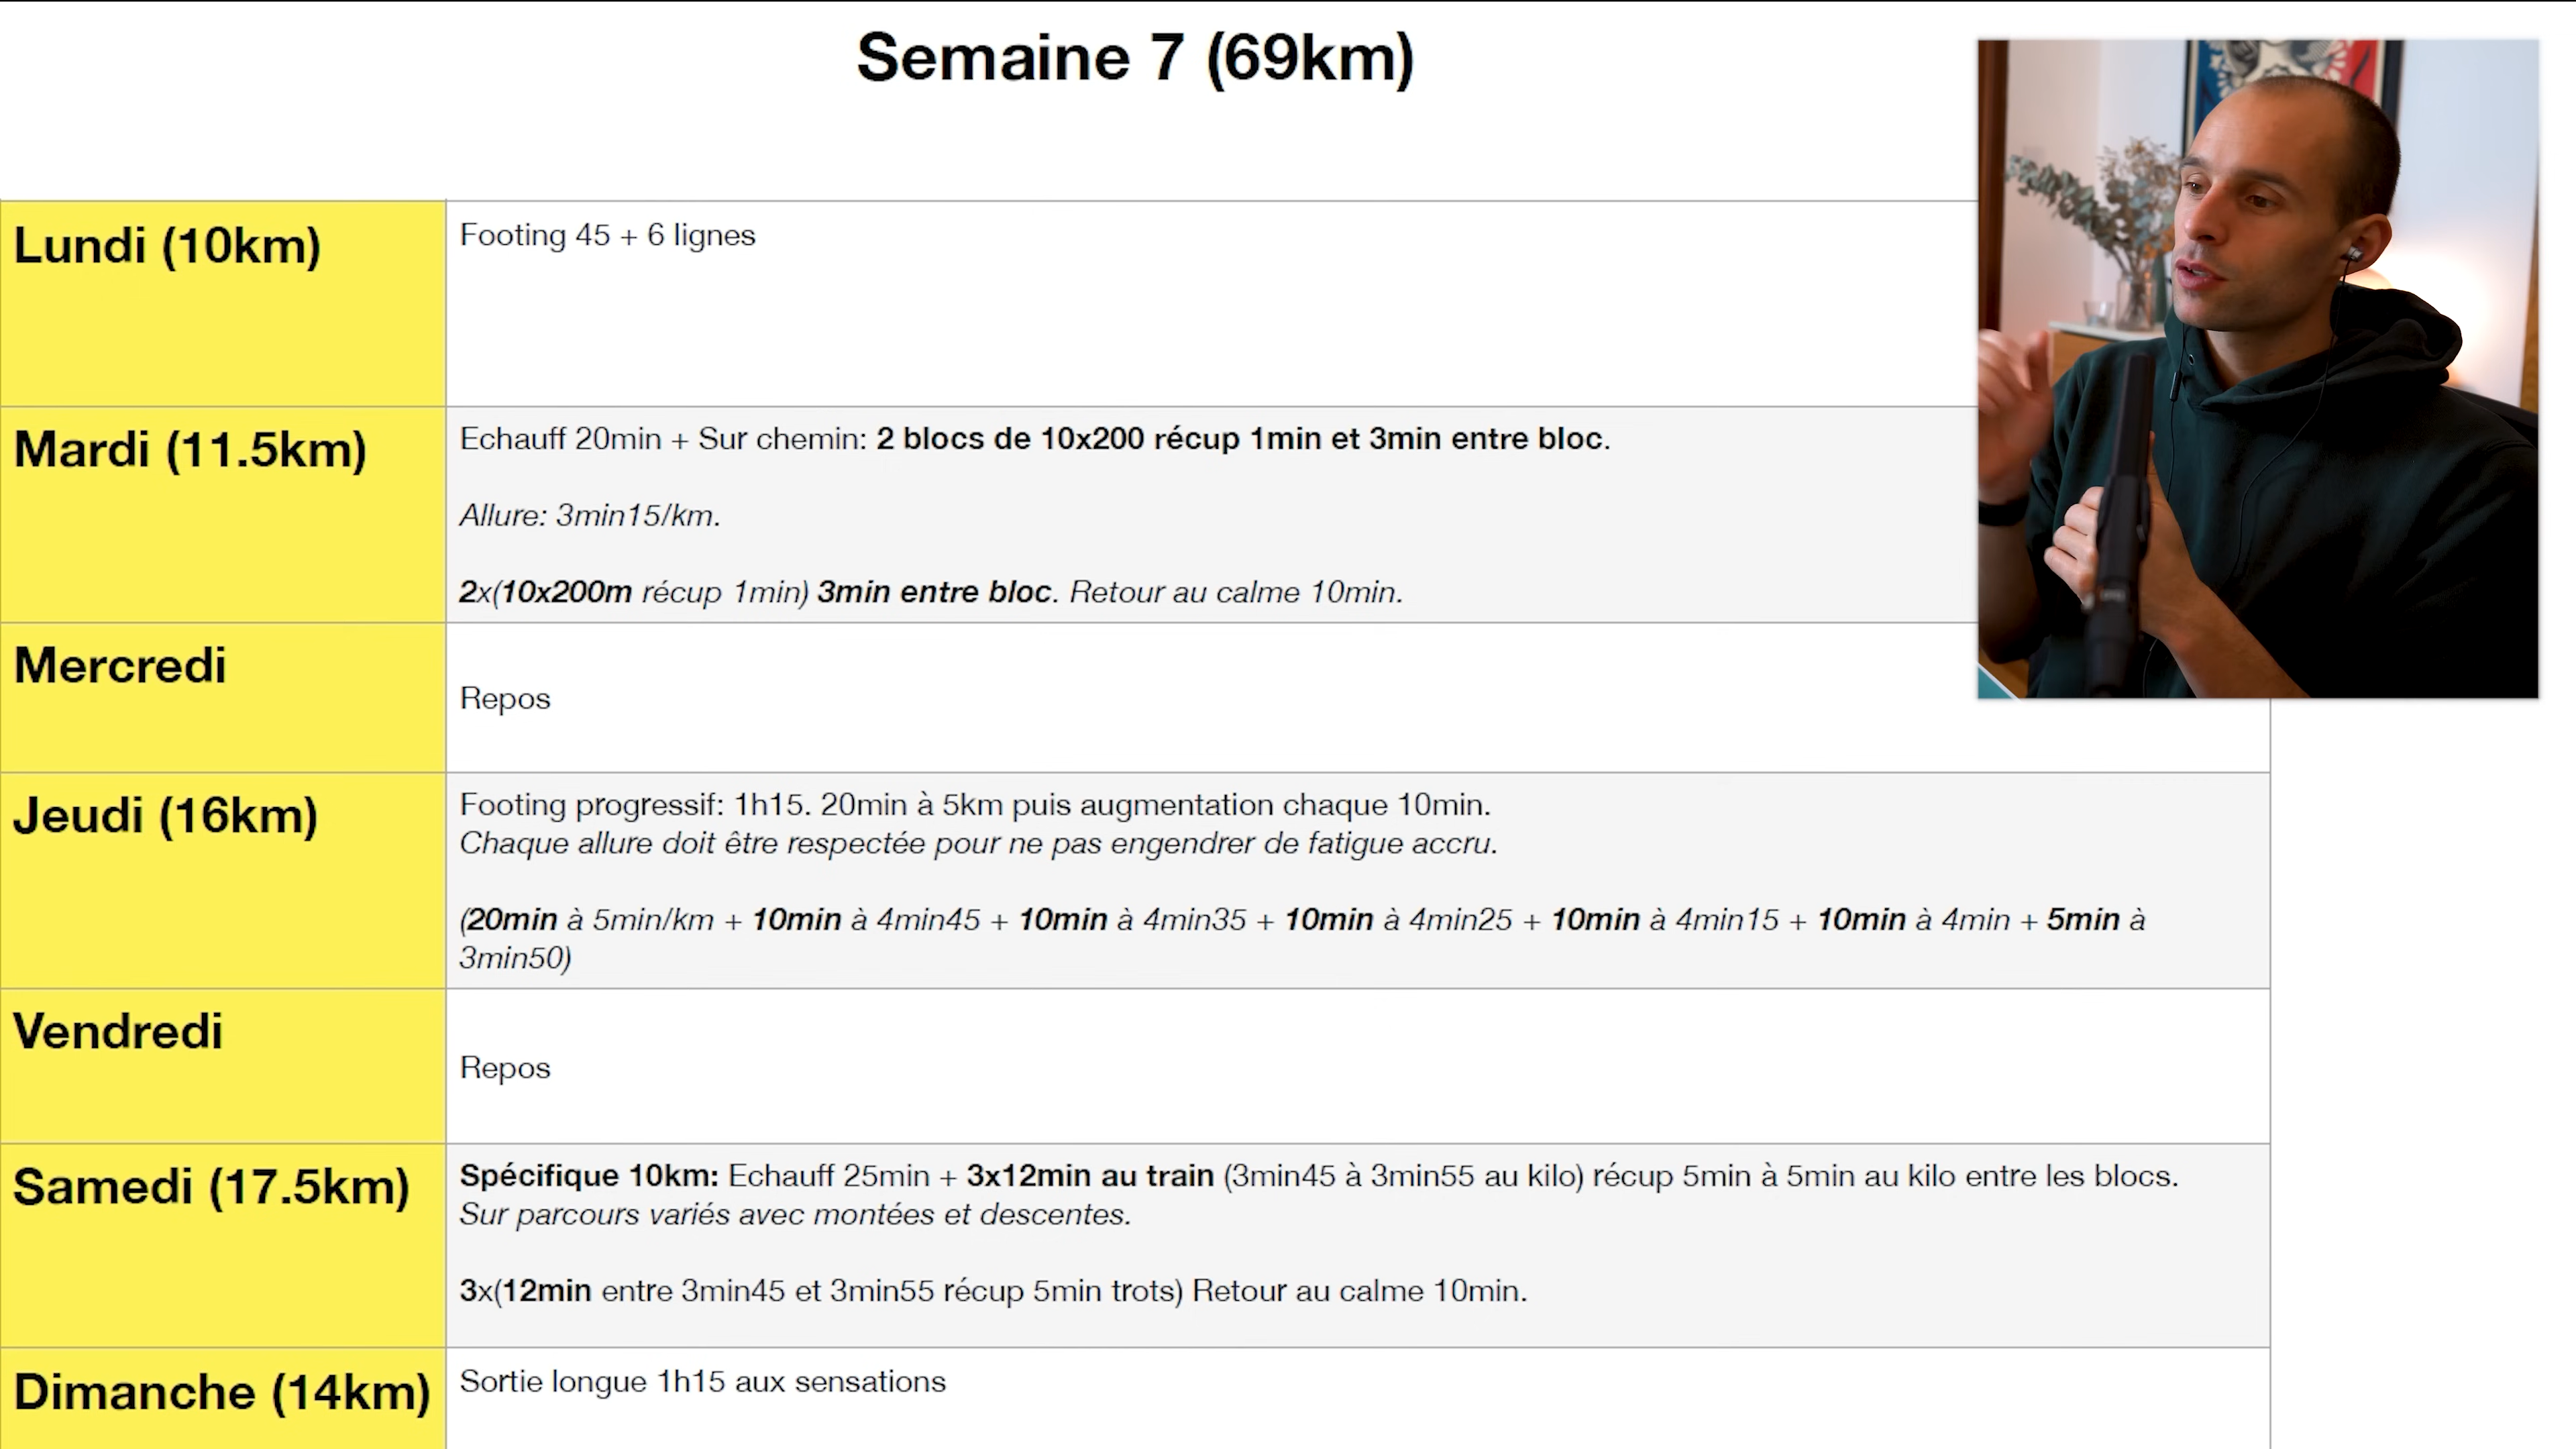 Semaine 7 (69km)
Lundi (10km)
Footing 45 + 6 lignes
Mardi (11.5km)
Echauff 20min + Sur chemin: 2 blocs de 10x200 récup 1min et 3min entre bloc.
Allure: 3min15/km.
2x(10x200m récup 1min) 3min entre bloc. Retour au calme 10min.
Mercredi
Repos
Jeudi (16km)
Footing progressif: 1h15. 20min à 5km puis augmentation chaque 10min.
Chaque allure doit être respectée pour ne pas engendrer de fatigue accru.
(20min à 5min/km + 10min à 4min45 + 10min à 4min35 + 10min à 4min25 + 10min à 4min15 + 10min à 4min + 5min à
3min50)
Vendredi
Repos
Samedi (17.5km)
Spécifique 10km: Echauff 25min + 3x12min au train (3min45 à 3min55 au kilo) récup 5min à 5min au kilo entre les blocs.
Sur parcours variés avec montées et descentes.
3x(12min entre 3min45 et 3min55 récup 5min trots) Retour au calme 10min.
Dimanche (14km)
Sortie longue 1h15 aux sensations